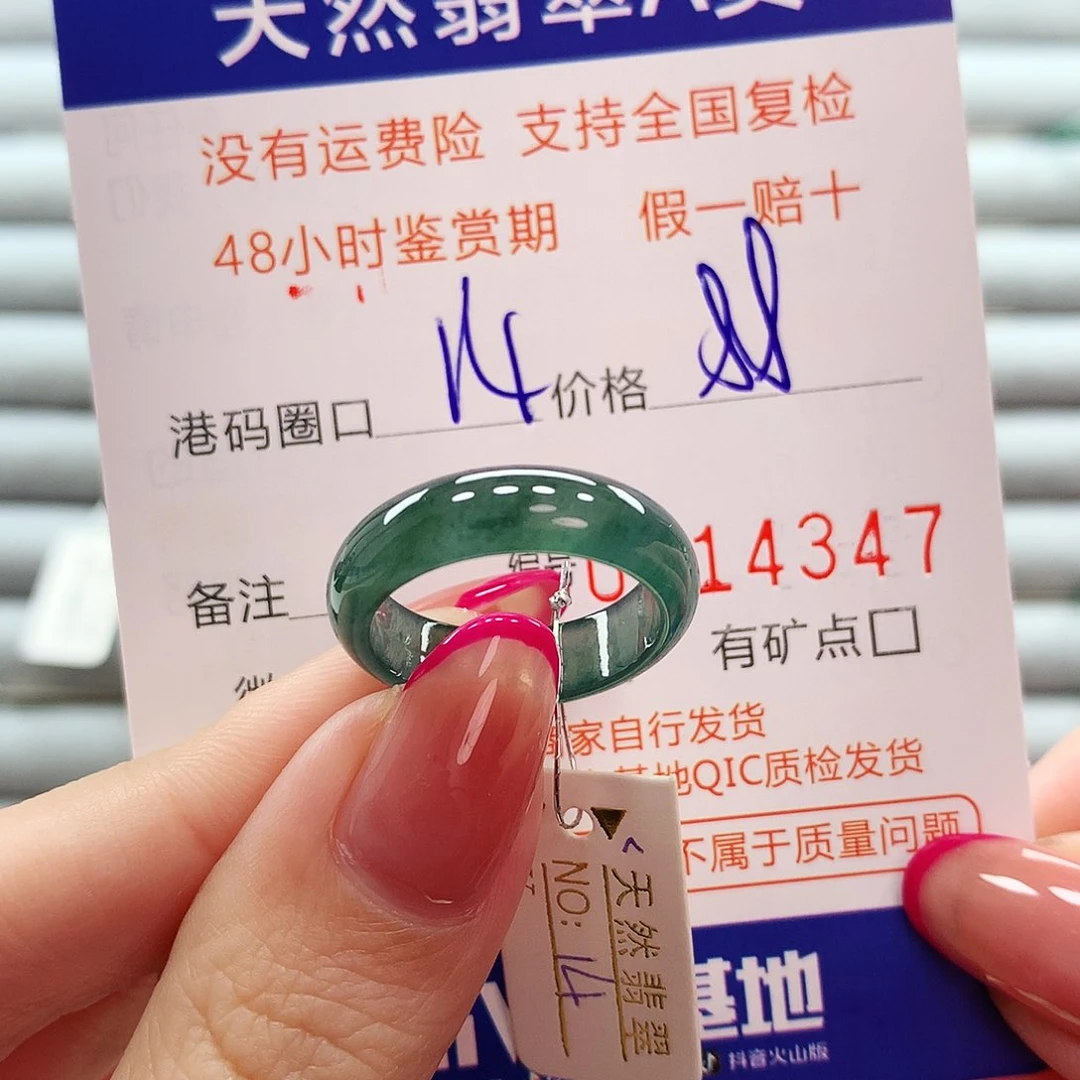 天然翡翠A货
没有运费险 支持全国复检
48小时鉴赏期 假一赔十
港码圈口 14 价格
备注 编号 14347
有矿点□
家自行发货
基地QIC质检发货
不属于质量问题
基地
抖音火山版
天然翡翠
NO: 14